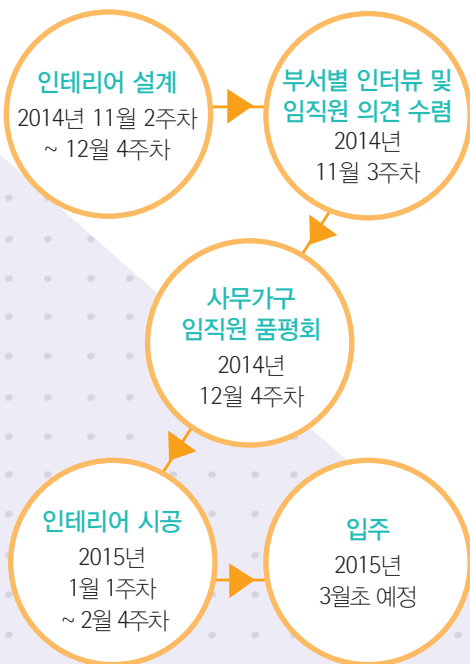 인테리어 설계
2014년 11월 2주차
~ 12월 4주차
부서별 인터뷰 및
임직원 의견 수렴
2014년
11월 3주차
사무가구
임직원 품평회
2014년
12월 4주차
인테리어 시공
2015년
1월 1주차
~ 2월 4주차
입주
2015년
3월초 예정